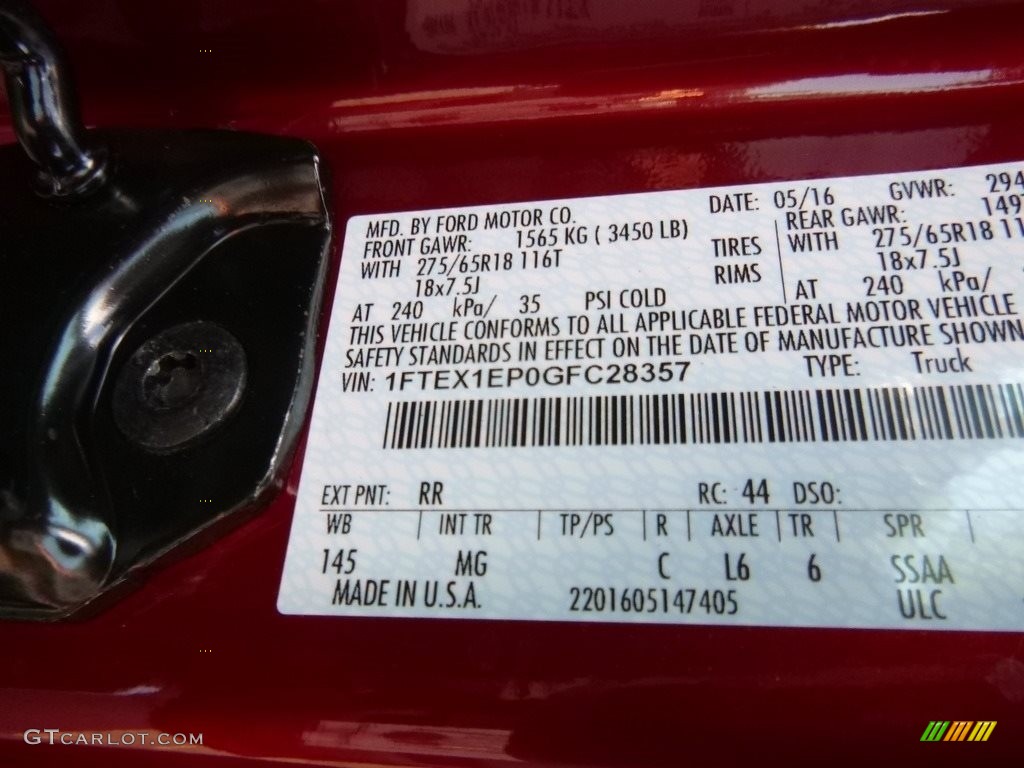 MFD. BY FORD MOTOR CO. DATE: 05/16 GVWR: 294
FRONT GAWR: 1565 KG ( 3450 LB) REAR GAWR: 149
WITH 275/65R18 116T TIRES WITH 275/65R18 11
18x7.5J RIMS 18x7.5J
AT 240 kPa/ 35 PSI COLD AT 240 kPa/
THIS VEHICLE CONFORMS TO ALL APPLICABLE FEDERAL MOTOR VEHICLE
SAFETY STANDARDS IN EFFECT ON THE DATE OF MANUFACTURE SHOWN
VIN: 1FTEX1EP0GFC28357 TYPE: Truck
EXT PNT: RR RC: 44 DSO:
WB INT TR TP/PS R AXLE TR SPR
145 MG C L6 6 SSAA
MADE IN U.S.A. 2201605147405 ULC
GTCARLOT.COM